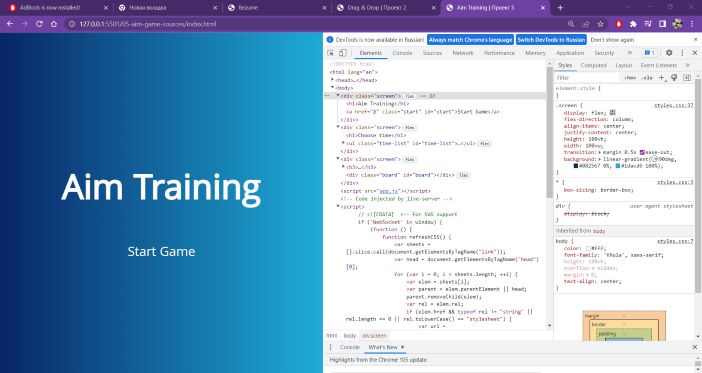 AdBlock is now installed!
Новая вкладка
Rezume
Drag & Drop | Проект 2
Aim Training | Проект 5
127.0.0.1:5501/05-aim-game-sources/index.html
Aim Training
Start Game
DevTools is now available in Russian!
Always match Chrome's language
Switch DevTools to Russian
Don't show again
Elements
Console
Sources
Network
Performance
Memory
Application
Security
1
<!DOCTYPE html>
<html lang="en">
<head>…</head>
<body>
<div class="screen"> flex == $0
<h1>Aim Training</h1>
<a href="#" class="start" id="start">Start Game</a>
</div>
<div class="screen"> flex
<h1>Choose time</h1>
<ul class="time-list" id="time-list">…</ul> flex
</div>
<div class="screen"> flex
<h3>…</h3>
<div class="board" id="board"></div>
</div>
<script src="app.js"></script>
<!-- Code injected by live-server -->
<script>
// <![CDATA[ <-- For SVG support
if ('WebSocket' in window) {
(function () {
function refreshCSS() {
var sheets =
[].slice.call(document.getElementsByTagName("link"));
var head = document.getElementsByTagName("head")
[0];
for (var i = 0; i < sheets.length; ++i) {
var elem = sheets[i];
var parent = elem.parentElement || head;
parent.removeChild(elem);
var rel = elem.rel;
if (elem.href && typeof rel != "string" ||
rel.length == 0 || rel.toLowerCase() == "stylesheet") {
var url =
html body div.screen
Styles
Computed
Layout
Event Listeners
Filter
:hov .cls
element.style {
}
.screen { styles.css:37
display: flex;
flex-direction: column;
align-items: center;
justify-content: center;
height: 100vh;
width: 100vw;
transition: margin 0.5s ease-out;
background: linear-gradient( 90deg,
#082567 0%, #1dacd6 100%);
}
* { styles.css:3
box-sizing: border-box;
}
div { user agent stylesheet
display: block;
}
Inherited from body
body { styles.css:7
color: #fff;
font-family: 'Khula', sans-serif;
height: 100vh;
overflow: hidden;
margin: 0;
text-align: center;
}
margin
border
padding
Console
What's New
Highlights from the Chrome 105 update